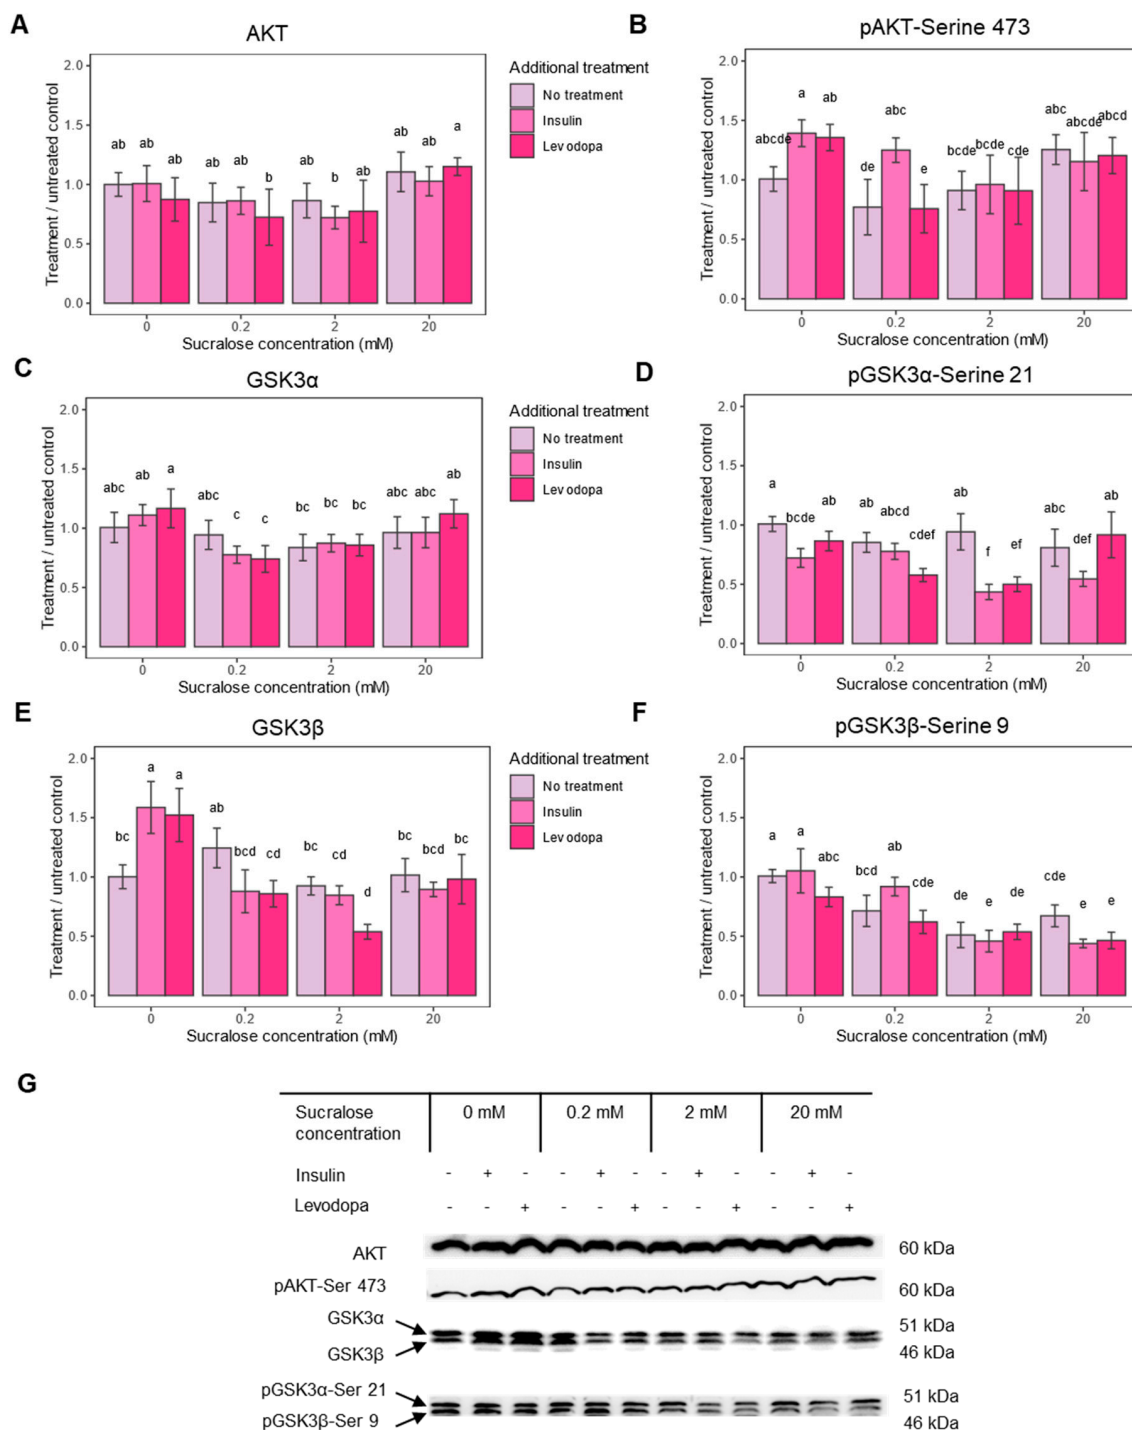 A
AKT
Treatment / untreated control
2.0
1.5
1.0
0.5
0.0
ab ab ab ab ab b ab b ab ab ab a
0 0.2 2 20
Sucralose concentration (mM)
Additional treatment
No treatment
Insulin
Levodopa
B
pAKT-Serine 473
Treatment / untreated control
2.0
1.5
1.0
0.5
0.0
abcde a ab de abc e bcde bcde cde abc abcde abcd
0 0.2 2 20
Sucralose concentration (mM)
C
GSK3α
Treatment / untreated control
2.0
1.5
1.0
0.5
0.0
abc ab a abc c c bc bc bc abc abc ab
0 0.2 2 20
Sucralose concentration (mM)
Additional treatment
No treatment
Insulin
Levodopa
D
pGSK3α-Serine 21
Treatment / untreated control
2.0
1.5
1.0
0.5
0.0
a bcde ab ab abcd cdef ab f ef abc def ab
0 0.2 2 20
Sucralose concentration (mM)
E
GSK3β
Treatment / untreated control
2.0
1.5
1.0
0.5
0.0
bc a a ab bcd cd bc cd d bc bcd bc
0 0.2 2 20
Sucralose concentration (mM)
Additional treatment
No treatment
Insulin
Levodopa
F
pGSK3β-Serine 9
Treatment / untreated control
2.0
1.5
1.0
0.5
0.0
a a abc bcd ab cde de e de cde e e
0 0.2 2 20
Sucralose concentration (mM)
G
Sucralose concentration 0 mM 0.2 mM 2 mM 20 mM
Insulin - + - - + - - + - - + -
Levodopa - - + - - + - - + - - +
AKT 60 kDa
pAKT-Ser 473 60 kDa
GSK3α 51 kDa
GSK3β 46 kDa
pGSK3α-Ser 21 51 kDa
pGSK3β-Ser 9 46 kDa